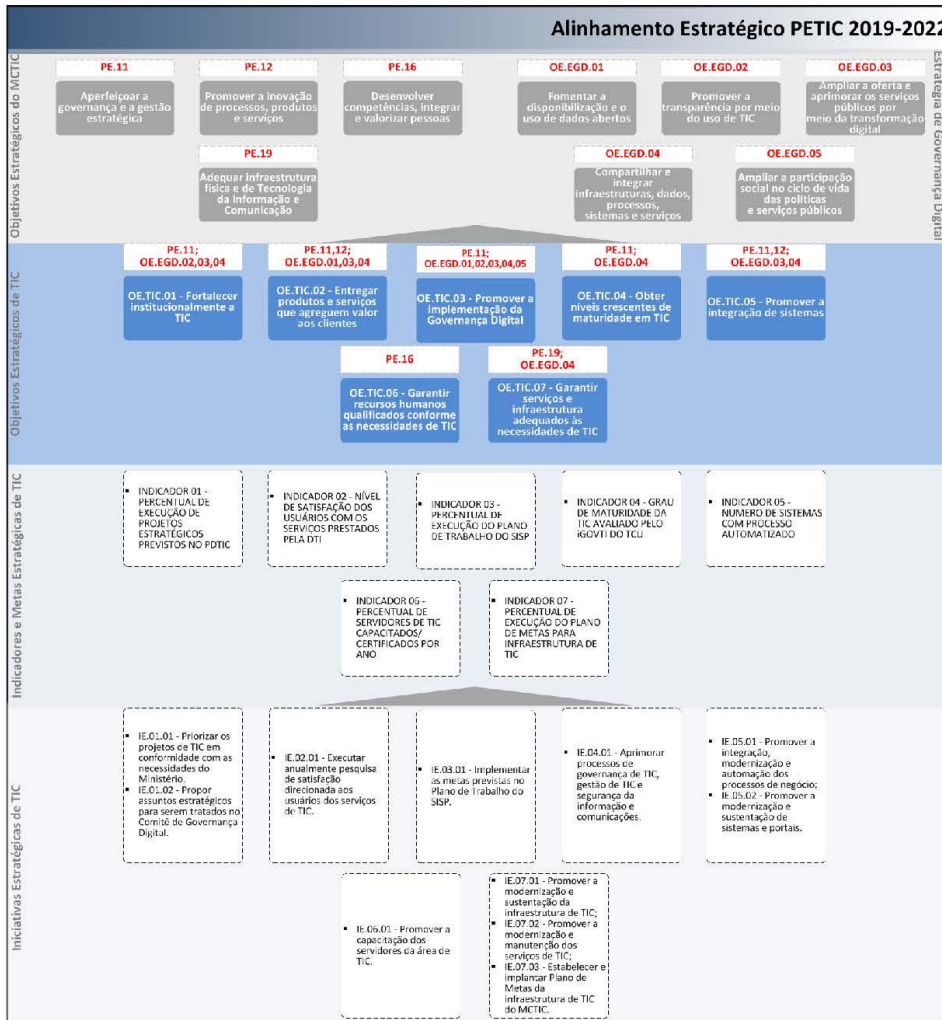 Alinhamento Estratégico PETIC 2019-2022
Objetivos Estratégicos do MCTIC
Estratégia de Governança Digital
PE.11
Aperfeiçoar a
governança e a gestão
estratégica
PE.12
Promover a inovação
de processos, produtos
e serviços
PE.16
Desenvolver
competências, integrar
e valorizar pessoas
OE.EGD.01
Fomentar a
disponibilização e o
uso de dados abertos
OE.EGD.02
Promover a
transparência por meio
do uso de TIC
OE.EGD.03
Ampliar a oferta e
aprimorar os serviços
públicos por
meio da transformação
digital
PE.19
Adequar infraestrutura
física e de Tecnologia
da Informação e
Comunicação
OE.EGD.04
Compartilhar e
integrar
infraestruturas, dados,
processos,
sistemas e serviços
OE.EGD.05
Ampliar a participação
social no ciclo de vida
das políticas
e serviços públicos
Objetivos Estratégicos de TIC
PE.11;
OE.EGD.02,03,04
OE.TIC.01 - Fortalecer
institucionalmente a
TIC
PE.11,12;
OE.EGD.01,03,04
OE.TIC.02 - Entregar
produtos e serviços
que agreguem valor
aos clientes
PE.11;
OE.EGD.01,02,03,04,05
OE.TIC.03 - Promover a
implementação da
Governança Digital
PE.11;
OE.EGD.04
OE.TIC.04 - Obter
níveis crescentes de
maturidade em TIC
PE.11,12;
OE.EGD.03,04
OE.TIC.05 - Promover a
integração de sistemas
PE.16
OE.TIC.06 - Garantir
recursos humanos
qualificados conforme
as necessidades de TIC
PE.19;
OE.EGD.04
OE.TIC.07 - Garantir
serviços e
infraestrutura
adequados às
necessidades de TIC
Indicadores e Metas Estratégicas de TIC
▪ INDICADOR 01 -
PERCENTUAL DE
EXECUÇÃO DE
PROJETOS
ESTRATÉGICOS
PREVISTOS NO PDTIC
▪ INDICADOR 02 - NÍVEL
DE SATISFAÇÃO DOS
USUÁRIOS COM OS
SERVIÇOS PRESTADOS
PELA DTI
▪ INDICADOR 03 -
PERCENTUAL DE
EXECUÇÃO DO PLANO
DE TRABALHO DO SISP
▪ INDICADOR 04 - GRAU
DE MATURIDADE DA
TIC AVALIADO PELO
iGOVTI DO TCU
▪ INDICADOR 05 -
NUMERO DE SISTEMAS
COM PROCESSO
AUTOMATIZADO
▪ INDICADOR 06 -
PERCENTUAL DE
SERVIDORES DE TIC
CAPACITADOS/
CERTIFICADOS POR
ANO
▪ INDICADOR 07 -
PERCENTUAL DE
EXECUÇÃO DO PLANO
DE METAS PARA
INFRAESTRUTURA DE
TIC
Iniciativas Estratégicas de TIC
▪ IE.01.01 - Priorizar os
projetos de TIC em
conformidade com as
necessidades do
Ministério.
▪ IE.01.02 - Propor
assuntos estratégicos
para serem tratados no
Comitê de Governança
Digital.
▪ IE.02.01 - Executar
anualmente pesquisa
de satisfação
direcionada aos
usuários dos serviços
de TIC.
▪ IE.03.01 - Implementar
as metas previstas no
Plano de Trabalho do
SISP.
▪ IE.04.01 - Aprimorar
processos de
governança de TIC,
gestão de TIC e
segurança da
informação e
comunicações.
▪ IE.05.01 - Promover a
integração,
modernização e
automação dos
processos de negócio;
▪ IE.05.02 - Promover a
modernização e
sustentação de
sistemas e portais.
▪ IE.06.01 - Promover a
capacitação dos
servidores da área de
TIC.
▪ IE.07.01 - Promover a
modernização e
sustentação da
infraestrutura de TIC;
▪ IE.07.02 - Promover a
modernização e
manutenção dos
serviços de TIC;
▪ IE.07.03 - Estabelecer e
implantar Plano de
Metas da
infraestrutura de TIC
do MCTIC.